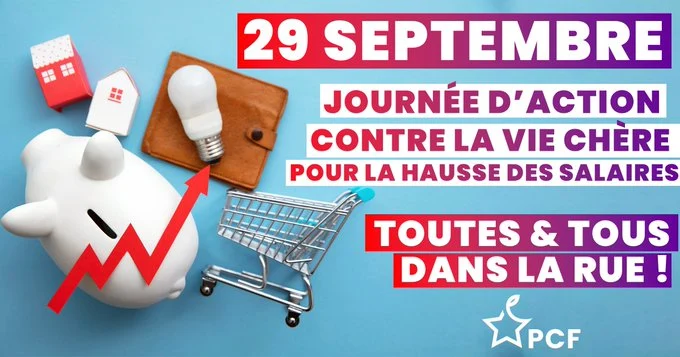 29 SEPTEMBRE
JOURNÉE D’ACTION
CONTRE LA VIE CHÈRE
POUR LA HAUSSE DES SALAIRES
TOUTES & TOUS
DANS LA RUE !
PCF